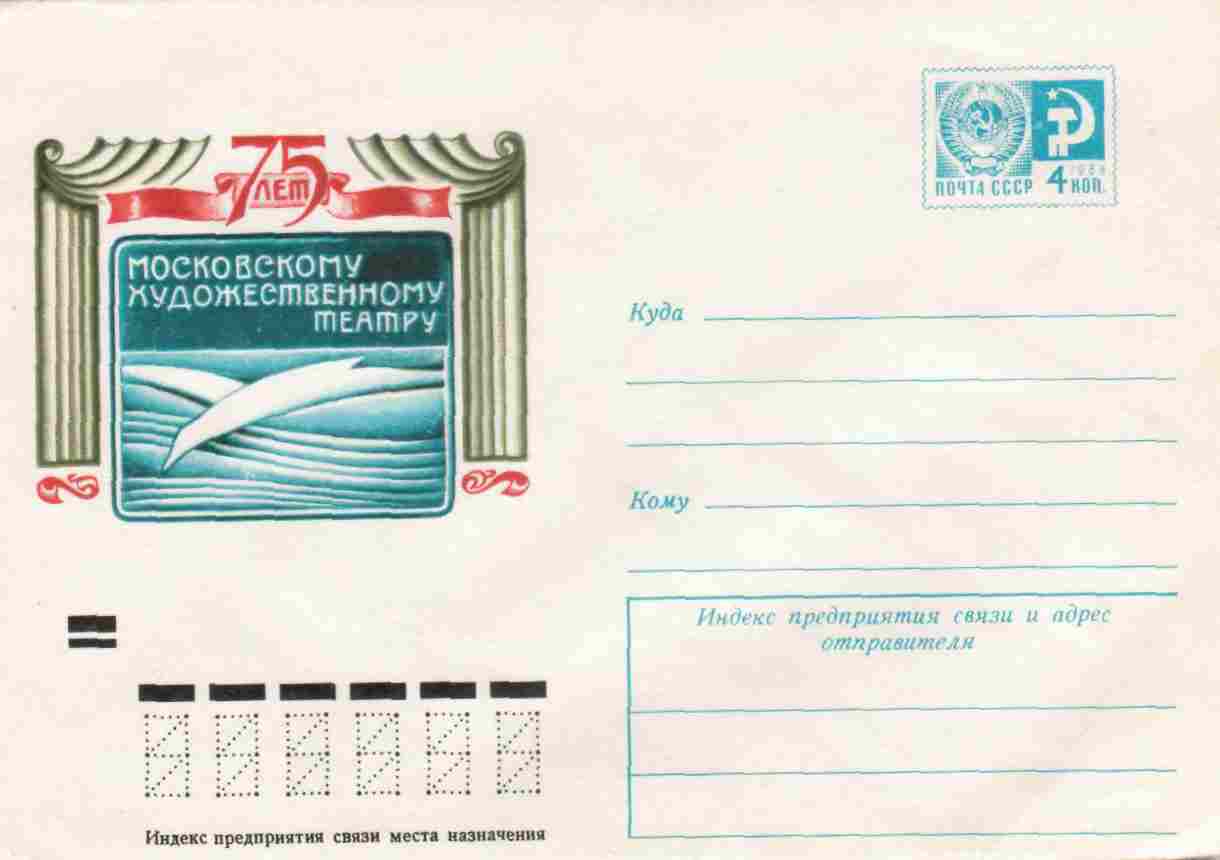 75
ЛЕТ
МОСКОВСКОМУ
ХУДОЖЕСТВЕННОМУ
ТЕАТРУ
1966
ПОЧТА СССР 4 КОП.
Куда
Кому
Индекс предприятия связи и адрес
отправителя
Индекс предприятия связи места назначения